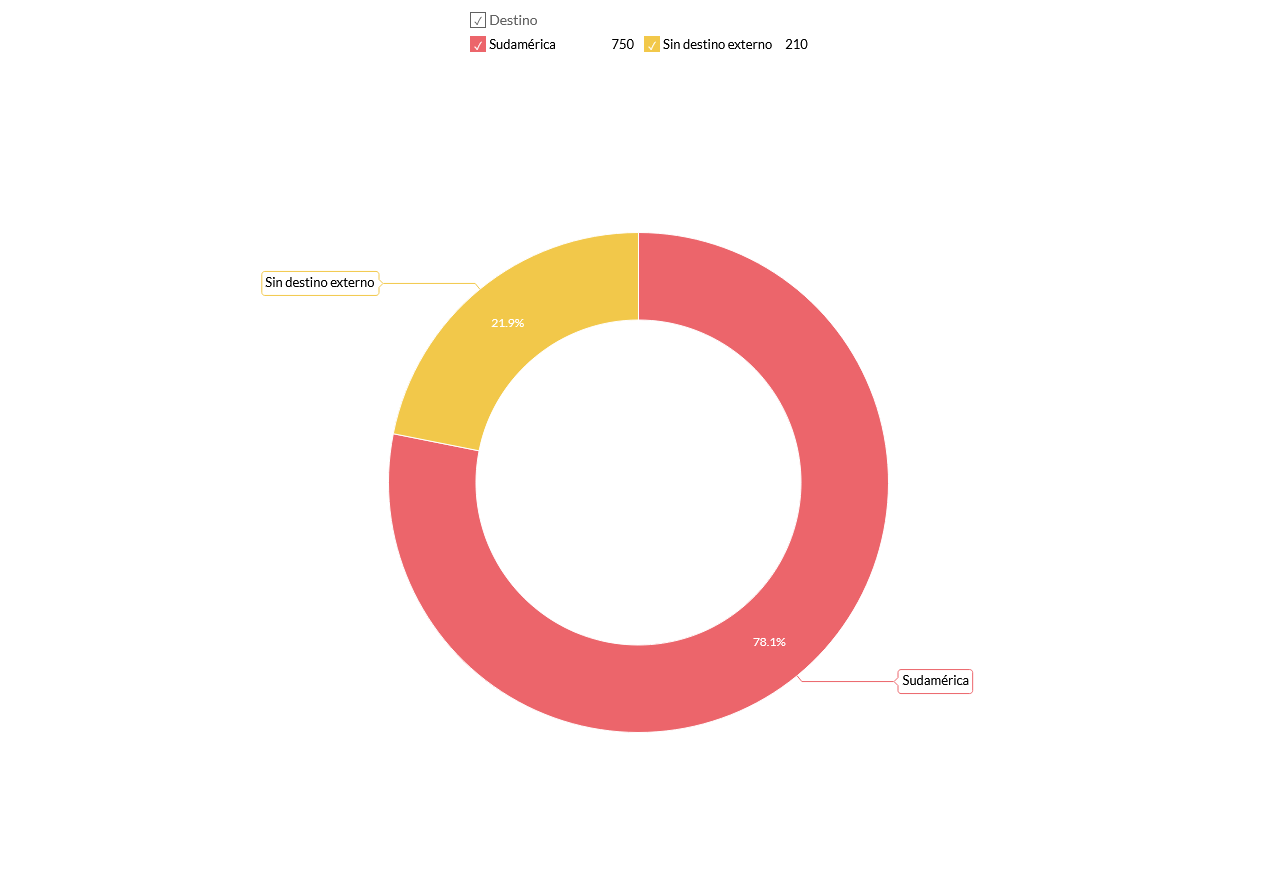 Destino
Sudamérica 750 Sin destino externo 210
Sin destino externo
21.9%
78.1%
Sudamérica